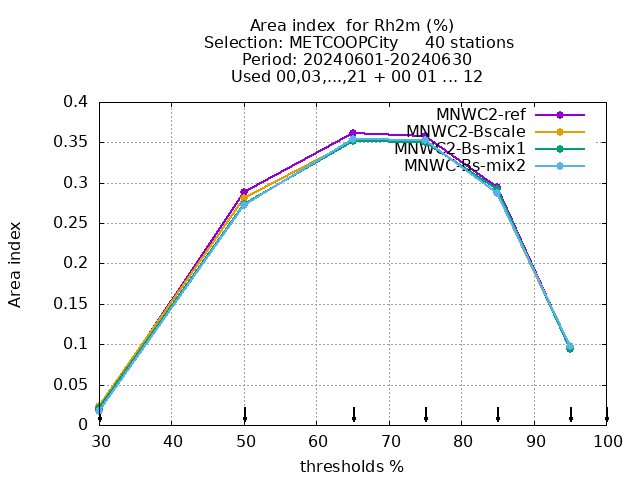 Area index  for Rh2m (%)
Selection: METCOOPCity     40 stations
Period: 20240601-20240630
Used 00,03,...,21 + 00 01 ... 12
MNWC2-ref
MNWC2-Bscale
MNWC2-Bs-mix1
MNWC-Bs-mix2
Area index
0.4
0.35
0.3
0.25
0.2
0.15
0.1
0.05
0
30 40 50 60 70 80 90 100
thresholds %